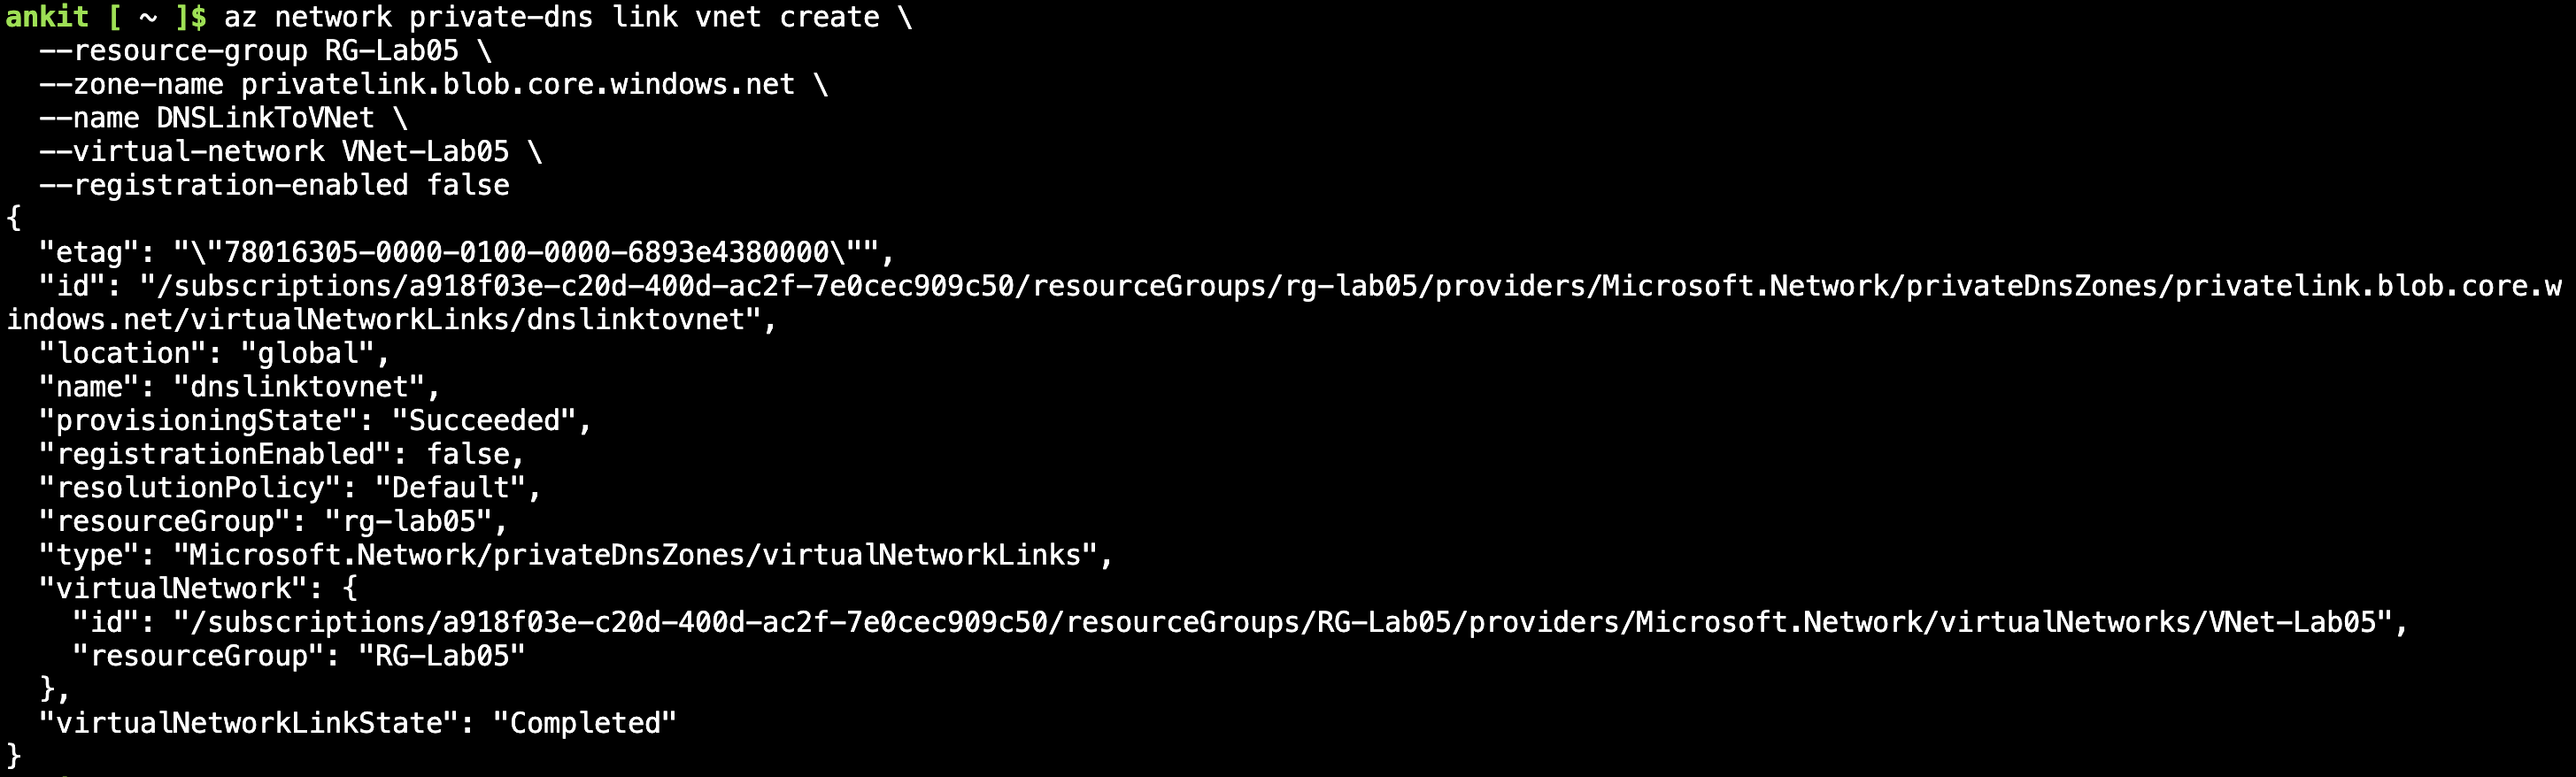 ankit [ ~ ]$ az network private-dns link vnet create \
  --resource-group RG-Lab05 \
  --zone-name privatelink.blob.core.windows.net \
  --name DNSLinkToVNet \
  --virtual-network VNet-Lab05 \
  --registration-enabled false
{
  "etag": "\"78016305-0000-0100-0000-6893e4380000\"",
  "id": "/subscriptions/a918f03e-c20d-400d-ac2f-7e0cec909c50/resourceGroups/rg-lab05/providers/Microsoft.Network/privateDnsZones/privatelink.blob.core.w
indows.net/virtualNetworkLinks/dnslinktovnet",
  "location": "global",
  "name": "dnslinktovnet",
  "provisioningState": "Succeeded",
  "registrationEnabled": false,
  "resolutionPolicy": "Default",
  "resourceGroup": "rg-lab05",
  "type": "Microsoft.Network/privateDnsZones/virtualNetworkLinks",
  "virtualNetwork": {
    "id": "/subscriptions/a918f03e-c20d-400d-ac2f-7e0cec909c50/resourceGroups/RG-Lab05/providers/Microsoft.Network/virtualNetworks/VNet-Lab05",
    "resourceGroup": "RG-Lab05"
  },
  "virtualNetworkLinkState": "Completed"
}